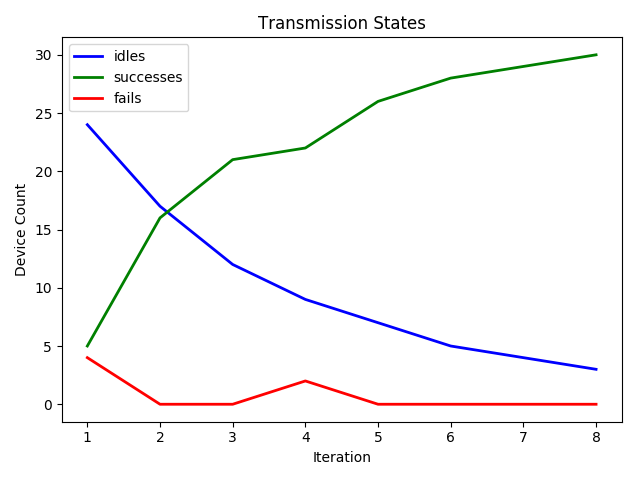 Transmission States
idles
successes
fails
Device Count
30
25
20
15
10
5
0
1 2 3 4 5 6 7 8
Iteration